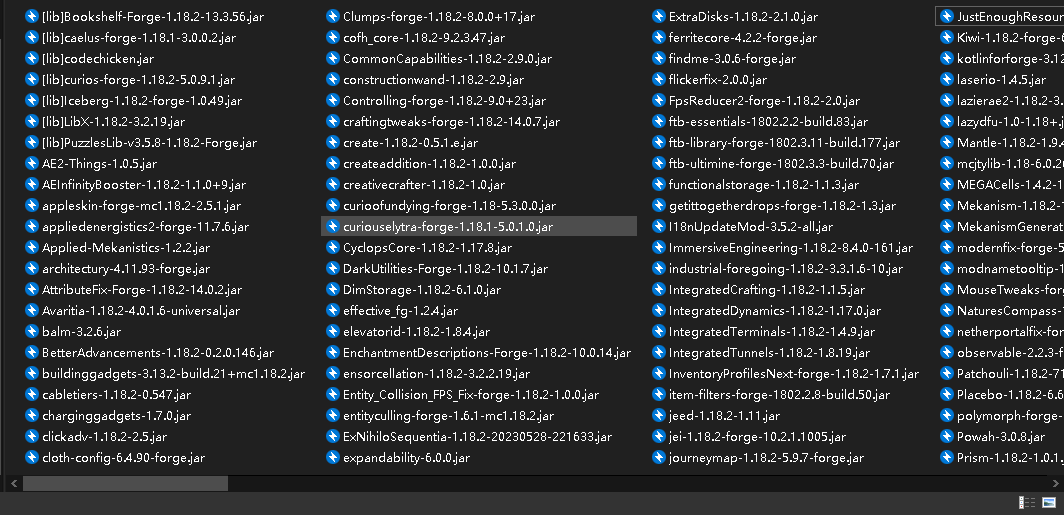 [lib]Bookshelf-Forge-1.18.2-13.3.56.jar
[lib]caelus-forge-1.18.1-3.0.0.2.jar
[lib]codechicken.jar
[lib]curios-forge-1.18.2-5.0.9.1.jar
[lib]Iceberg-1.18.2-forge-1.0.49.jar
[lib]LibX-1.18.2-3.2.19.jar
[lib]PuzzlesLib-v3.5.8-1.18.2-Forge.jar
AE2-Things-1.0.5.jar
AEInfinityBooster-1.18.2-1.1.0+9.jar
appleskin-forge-mc1.18.2-2.5.1.jar
appliedenergistics2-forge-11.7.6.jar
Applied-Mekanistics-1.2.2.jar
architectury-4.11.93-forge.jar
AttributeFix-Forge-1.18.2-14.0.2.jar
Avaritia-1.18.2-4.0.1.6-universal.jar
balm-3.2.6.jar
BetterAdvancements-1.18.2-0.2.0.146.jar
buildinggadgets-3.13.2-build.21+mc1.18.2.jar
cabletiers-1.18.2-0.547.jar
charginggadgets-1.7.0.jar
clickadv-1.18.2-2.5.jar
cloth-config-6.4.90-forge.jar
Clumps-forge-1.18.2-8.0.0+17.jar
cofh_core-1.18.2-9.2.3.47.jar
CommonCapabilities-1.18.2-2.9.0.jar
constructionwand-1.18.2-2.9.jar
Controlling-forge-1.18.2-9.0+23.jar
craftingtweaks-forge-1.18.2-14.0.7.jar
create-1.18.2-0.5.1.e.jar
createaddition-1.18.2-1.0.0.jar
creativecrafter-1.18.2-1.0.jar
curioofundying-forge-1.18-5.3.0.0.jar
curiouselytra-forge-1.18.1-5.0.1.0.jar
CyclopsCore-1.18.2-1.17.8.jar
DarkUtilities-Forge-1.18.2-10.1.7.jar
DimStorage-1.18.2-6.1.0.jar
effective_fg-1.2.4.jar
elevatorid-1.18.2-1.8.4.jar
EnchantmentDescriptions-Forge-1.18.2-10.0.14.jar
ensorcellation-1.18.2-3.2.2.19.jar
Entity_Collision_FPS_Fix-forge-1.18.2-1.0.0.jar
entityculling-forge-1.6.1-mc1.18.2.jar
ExNihiloSequentia-1.18.2-20230528-221633.jar
expandability-6.0.0.jar
ExtraDisks-1.18.2-2.1.0.jar
ferritecore-4.2.2-forge.jar
findme-3.0.6-forge.jar
flickerfix-2.0.0.jar
FpsReducer2-forge-1.18.2-2.0.jar
ftb-essentials-1802.2.2-build.83.jar
ftb-library-forge-1802.3.11-build.177.jar
ftb-ultimine-forge-1802.3.3-build.70.jar
functionalstorage-1.18.2-1.1.3.jar
getittogetherdrops-forge-1.18.2-1.3.jar
I18nUpdateMod-3.5.2-all.jar
ImmersiveEngineering-1.18.2-8.4.0-161.jar
industrial-foregoing-1.18.2-3.3.1.6-10.jar
IntegratedCrafting-1.18.2-1.1.5.jar
IntegratedDynamics-1.18.2-1.17.0.jar
IntegratedTerminals-1.18.2-1.4.9.jar
IntegratedTunnels-1.18.2-1.8.19.jar
InventoryProfilesNext-forge-1.18.2-1.7.1.jar
item-filters-forge-1802.2.8-build.50.jar
jeed-1.18.2-1.11.jar
jei-1.18.2-forge-10.2.1.1005.jar
journeymap-1.18.2-5.9.7-forge.jar
JustEnoughResour
Kiwi-1.18.2-forge-6
kotlinforforge-3.12
laserio-1.4.5.jar
lazierae2-1.18.2-3.
lazydfu-1.0-1.18+.j
Mantle-1.18.2-1.9.4
mcjtylib-1.18-6.0.20
MEGACells-1.4.2-1
Mekanism-1.18.2-1
MekanismGenerat
modernfix-forge-5
modnametooltip-1
MouseTweaks-forg
NaturesCompass-1
netherportalfix-for
observable-2.2.3-f
Patchouli-1.18.2-71
Placebo-1.18.2-6.6.
polymorph-forge-
Powah-3.0.8.jar
Prism-1.18.2-1.0.1.